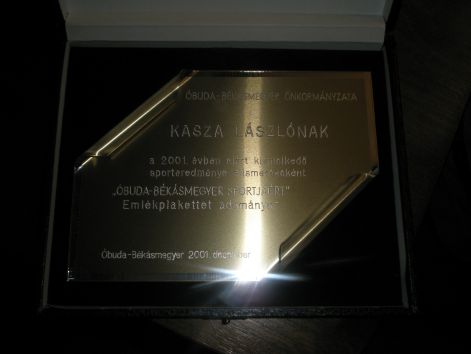 ÓBUDA-BÉKÁSMEGYER ÖNKORMÁNYZATA
KASZA LÁSZLÓNAK
a 2001. évben elért kiemelkedő
sporteredménye elismeréseként
„ÓBUDA-BÉKÁSMEGYER SPORTJÁÉRT"
Emlékplakettet adományoz
Óbuda-Békásmegyer 2001. december